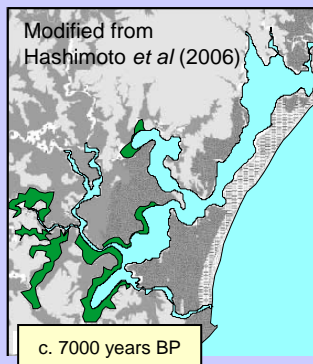 Modified from
Hashimoto et al (2006)
c. 7000 years BP